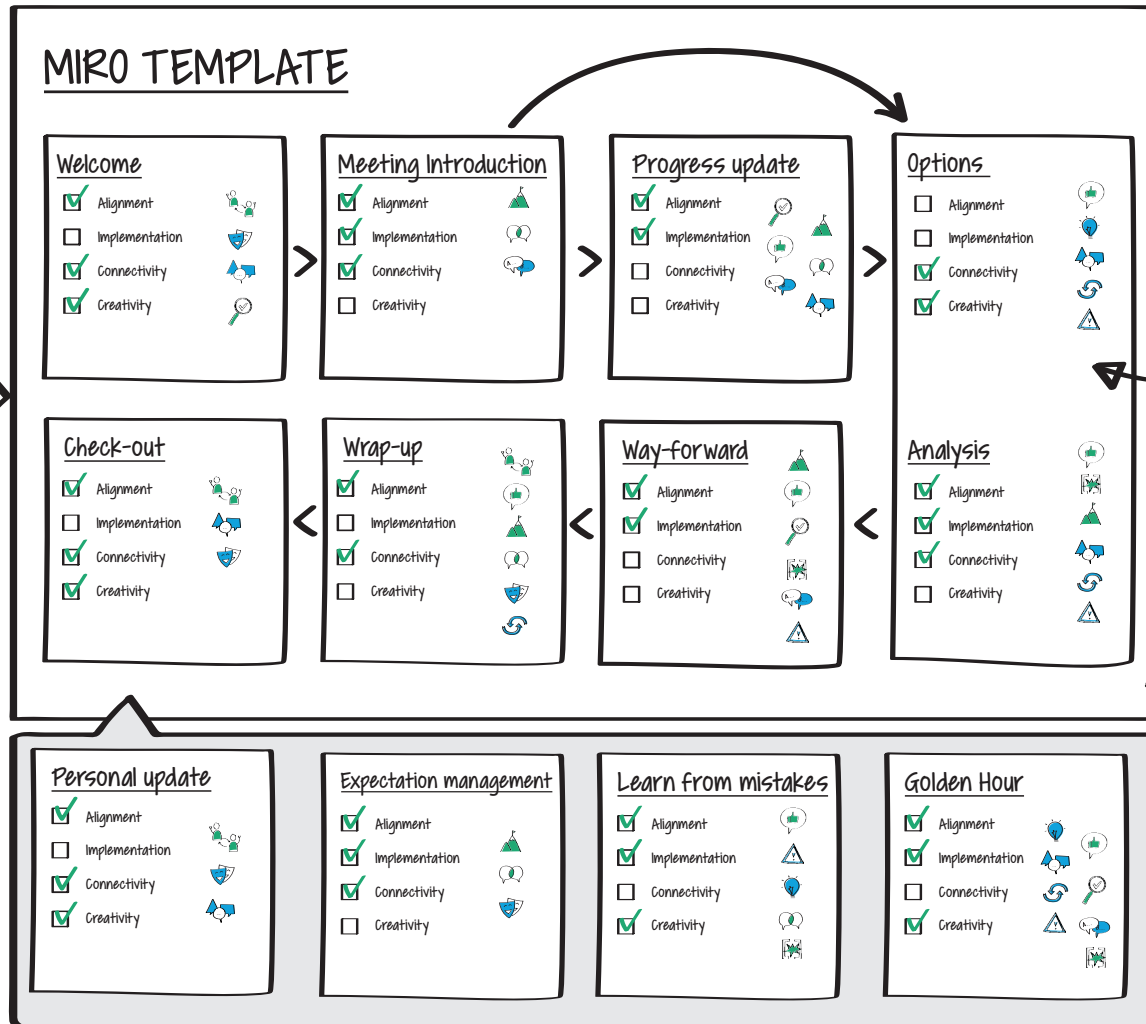 MIRO TEMPLATE
Welcome
Alignment
Implementation
Connectivity
Creativity
Meeting Introduction
Alignment
Implementation
Connectivity
Creativity
Progress update
Alignment
Implementation
Connectivity
Creativity
Options
Alignment
Implementation
Connectivity
Creativity
Check-out
Alignment
Implementation
Connectivity
Creativity
Wrap-up
Alignment
Implementation
Connectivity
Creativity
Way-forward
Alignment
Implementation
Connectivity
Creativity
Analysis
Alignment
Implementation
Connectivity
Creativity
Personal update
Alignment
Implementation
Connectivity
Creativity
Expectation management
Alignment
Implementation
Connectivity
Creativity
Learn from mistakes
Alignment
Implementation
Connectivity
Creativity
Golden Hour
Alignment
Implementation
Connectivity
Creativity